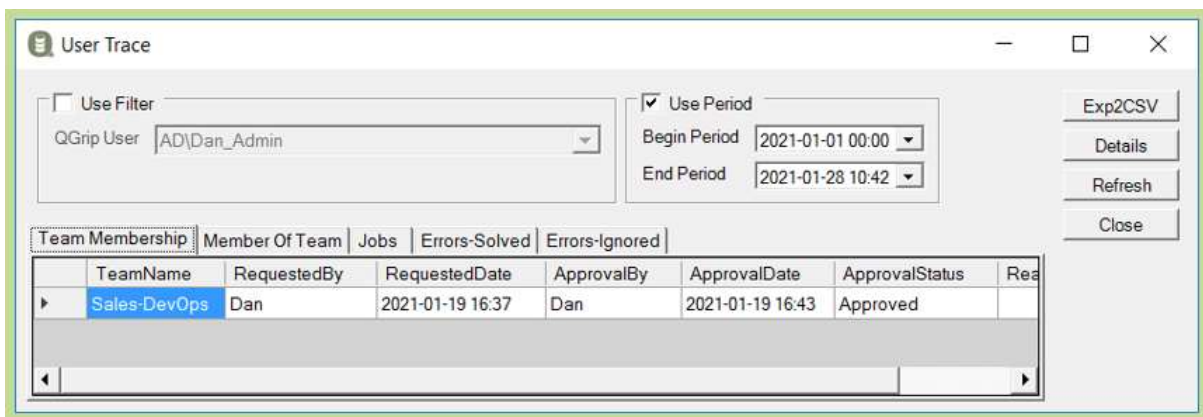 User Trace
Use Filter
QGrip User AD\Dan_Admin
Use Period
Begin Period 2021-01-01 00:00
End Period 2021-01-28 10:42
Exp2CSV
Details
Refresh
Close
Team Membership Member Of Team Jobs Errors-Solved Errors-Ignored
TeamName RequestedBy RequestedDate ApprovalBy ApprovalDate ApprovalStatus Rea
Sales-DevOps Dan 2021-01-19 16:37 Dan 2021-01-19 16:43 Approved